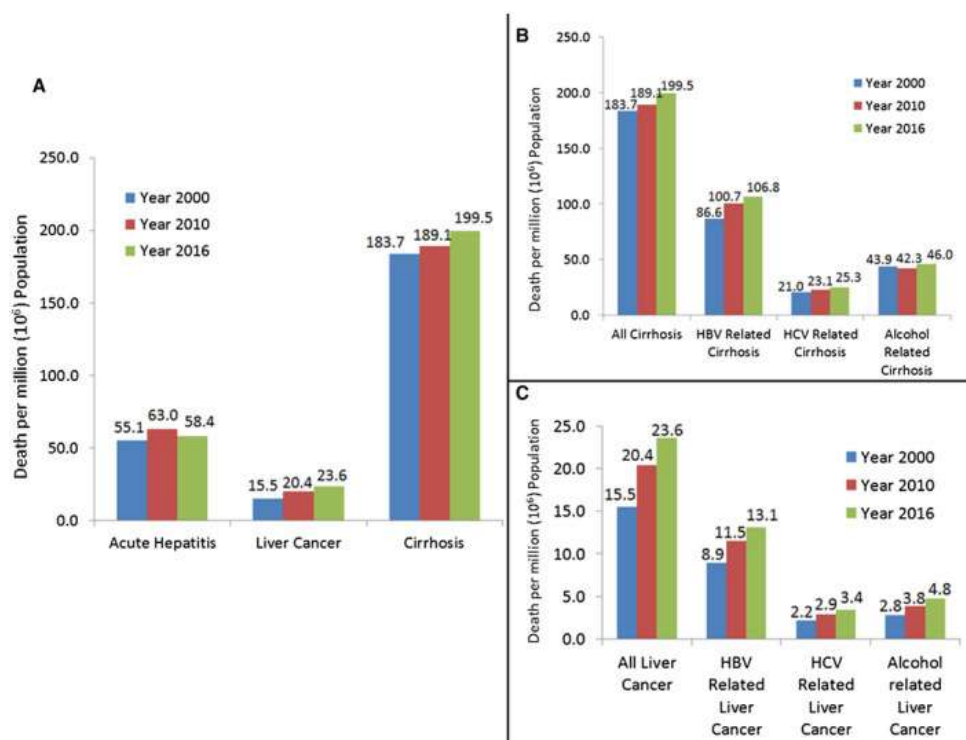 A
Death per million (10⁶) Population
250.0
200.0
150.0
100.0
50.0
0.0
Year 2000
Year 2010
Year 2016
55.1
63.0
58.4
15.5
20.4
23.6
183.7
189.1
199.5
Acute Hepatitis
Liver Cancer
Cirrhosis
B
Death per million (10⁶) Population
250.0
200.0
150.0
100.0
50.0
0.0
Year 2000
Year 2010
Year 2016
183.7
189.1
199.5
86.6
100.7
106.8
21.0
23.1
25.3
43.9
42.3
46.0
All Cirrhosis
HBV Related
Cirrhosis
HCV Related
Cirrhosis
Alcohol
Related
Cirrhosis
C
Death per million (10⁶) Population
25.0
20.0
15.0
10.0
5.0
0.0
Year 2000
Year 2010
Year 2016
15.5
20.4
23.6
8.9
11.5
13.1
2.2
2.9
3.4
2.8
3.8
4.8
All Liver
Cancer
HBV
Related
Liver
Cancer
HCV
Related
Liver
Cancer
Alcohol
related
Liver
Cancer